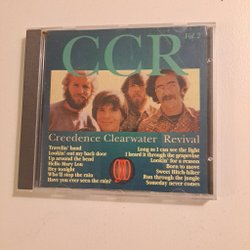 CCR
Vol. 2
Creedence Clearwater Revival
Travelin' band
Lookin' out my back door
Up around the bend
Hello Mary Lou
Hey tonight
Who'll stop the rain
Have you ever seen the rain?
Long as I can see the light
I heard it through the grapevine
Lookin' for a reason
Born to move
Sweet Hitch-hiker
Run through the jungle
Someday never comes